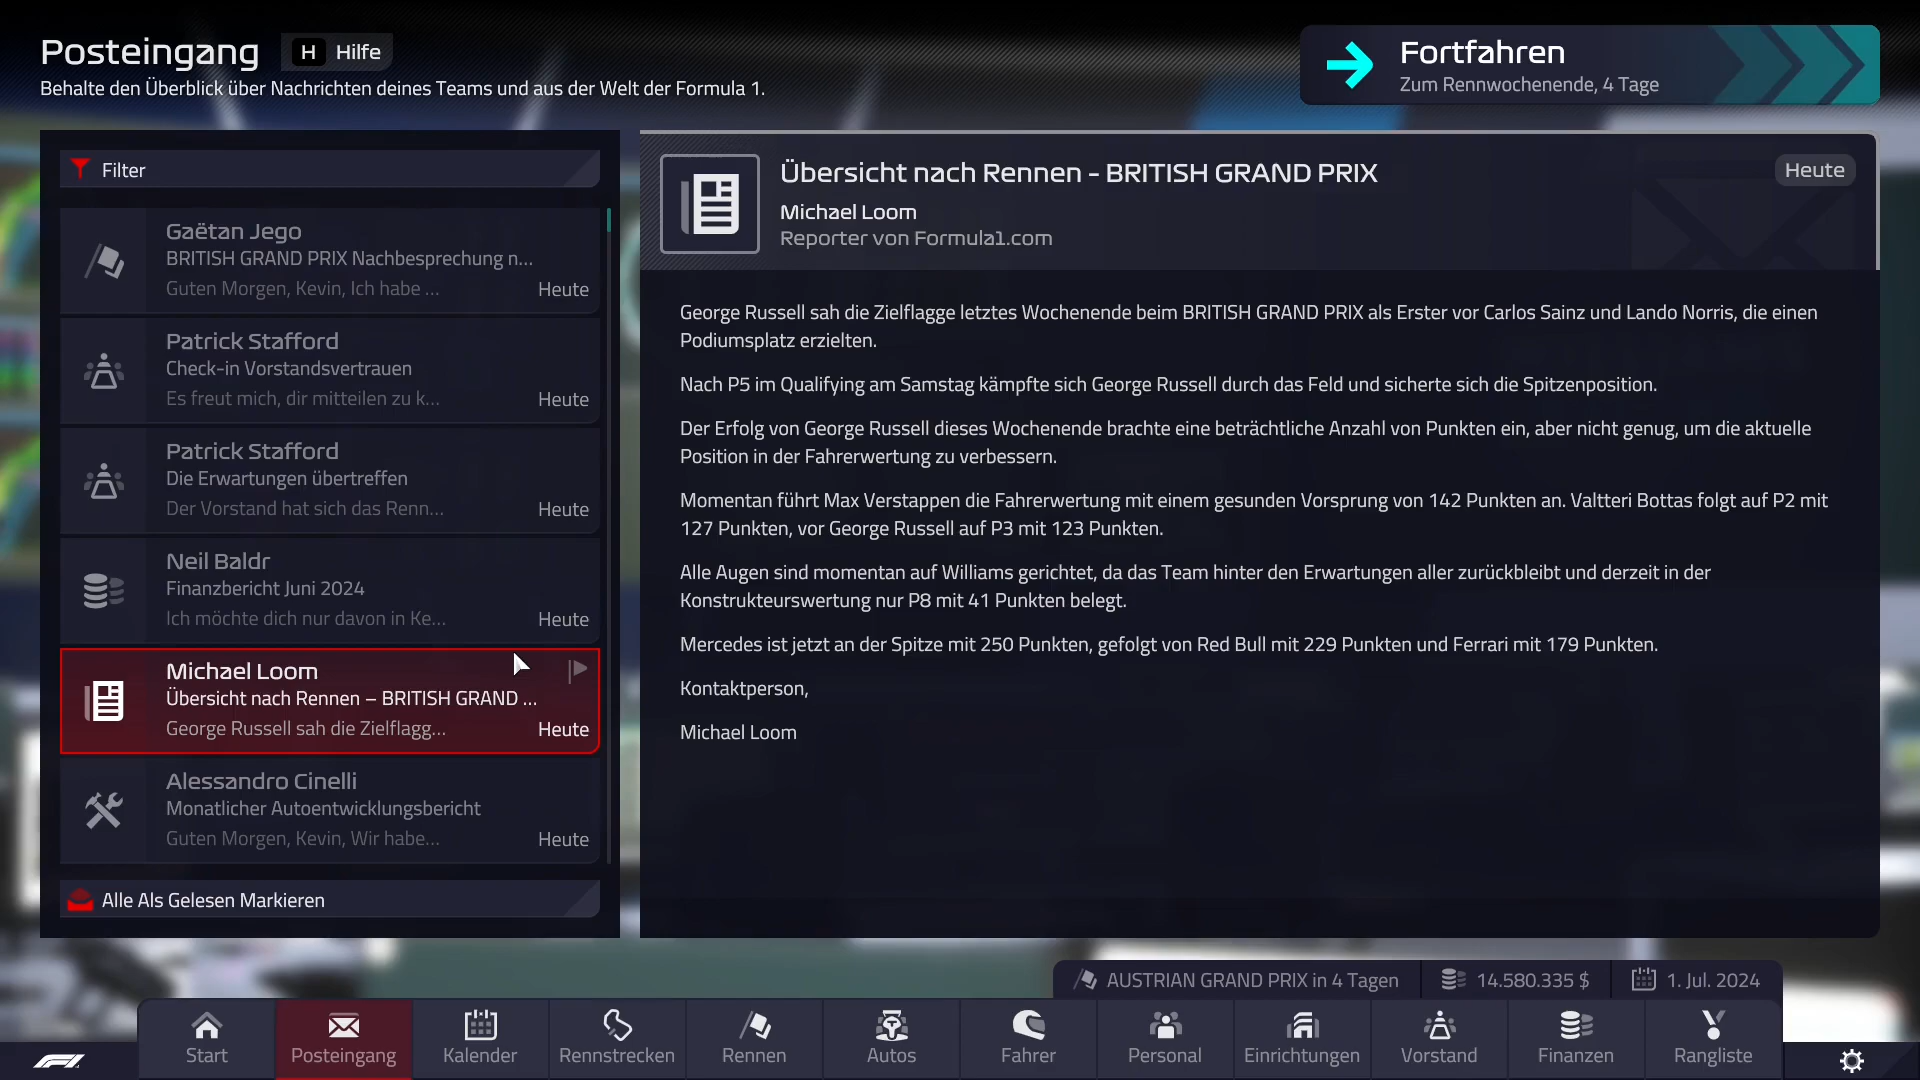 Posteingang
H Hilfe
Behalte den Überblick über Nachrichten deines Teams und aus der Welt der Formula 1.
Fortfahren
Zum Rennwochenende, 4 Tage
Filter
Gaëtan Jego
BRITISH GRAND PRIX Nachbesprechung n...
Guten Morgen, Kevin, Ich habe ...
Heute
Patrick Stafford
Check-in Vorstandsvertrauen
Es freut mich, dir mitteilen zu k...
Heute
Patrick Stafford
Die Erwartungen übertreffen
Der Vorstand hat sich das Renn...
Heute
Neil Baldr
Finanzbericht Juni 2024
Ich möchte dich nur davon in Ke...
Heute
Michael Loom
Übersicht nach Rennen – BRITISH GRAND ...
George Russell sah die Zielflagg...
Heute
Alessandro Cinelli
Monatlicher Autoentwicklungsbericht
Guten Morgen, Kevin, Wir habe...
Heute
Alle Als Gelesen Markieren
Übersicht nach Rennen – BRITISH GRAND PRIX
Heute
Michael Loom
Reporter von Formula1.com
George Russell sah die Zielflagge letztes Wochenende beim BRITISH GRAND PRIX als Erster vor Carlos Sainz und Lando Norris, die einen
Podiumsplatz erzielten.
Nach P5 im Qualifying am Samstag kämpfte sich George Russell durch das Feld und sicherte sich die Spitzenposition.
Der Erfolg von George Russell dieses Wochenende brachte eine beträchtliche Anzahl von Punkten ein, aber nicht genug, um die aktuelle
Position in der Fahrerwertung zu verbessern.
Momentan führt Max Verstappen die Fahrerwertung mit einem gesunden Vorsprung von 142 Punkten an. Valtteri Bottas folgt auf P2 mit
127 Punkten, vor George Russell auf P3 mit 123 Punkten.
Alle Augen sind momentan auf Williams gerichtet, da das Team hinter den Erwartungen aller zurückbleibt und derzeit in der
Konstrukteurswertung nur P8 mit 41 Punkten belegt.
Mercedes ist jetzt an der Spitze mit 250 Punkten, gefolgt von Red Bull mit 229 Punkten und Ferrari mit 179 Punkten.
Kontaktperson,
Michael Loom
AUSTRIAN GRAND PRIX in 4 Tagen
14.580.335 $
1. Jul. 2024
Start
Posteingang
Kalender
Rennstrecken
Rennen
Autos
Fahrer
Personal
Einrichtungen
Vorstand
Finanzen
Rangliste